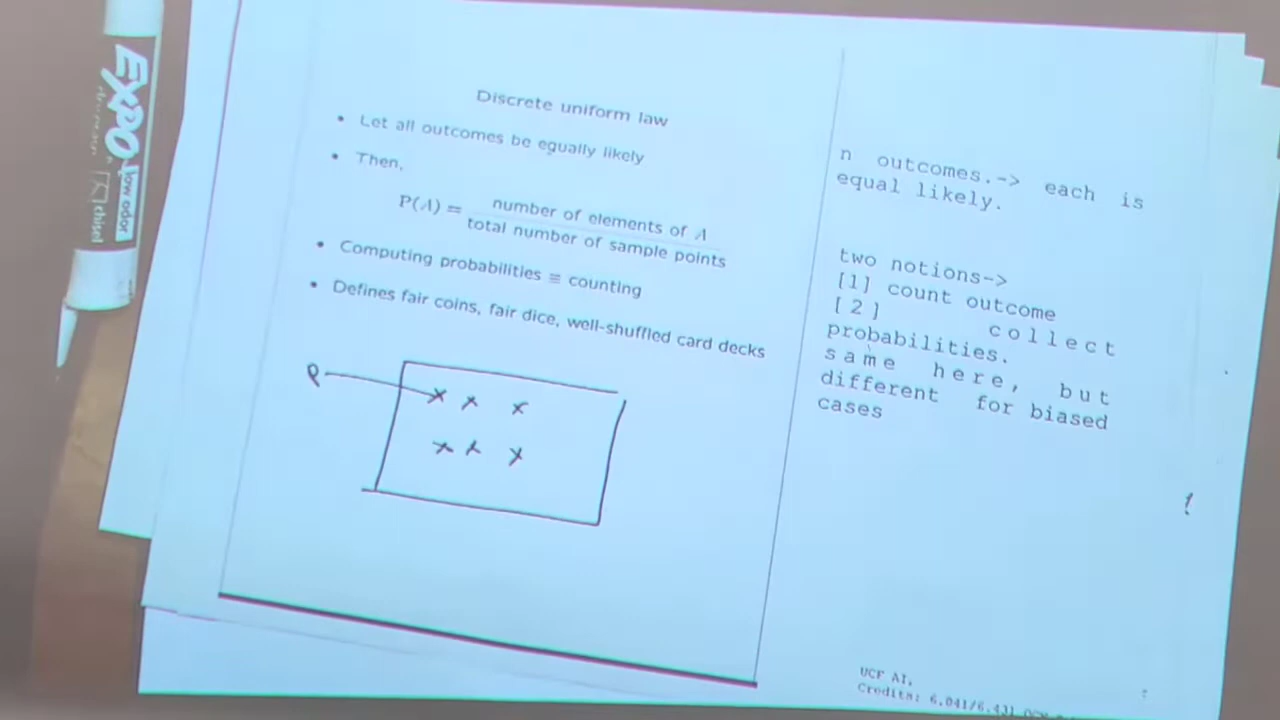 EXPO
low odor
chisel
Discrete uniform law
• Let all outcomes be equally likely
• Then,
P(A) = number of elements of A
total number of sample points
• Computing probabilities ≡ counting
• Defines fair coins, fair dice, well-shuffled card decks
P
x x x
x x x
n outcomes.-> each is
equal likely.
two notions->
[1] count outcome
[2] collect
probabilities.
same here, but
different for biased
cases
UCF AI,
Credits: 6.041/6.431 OCW